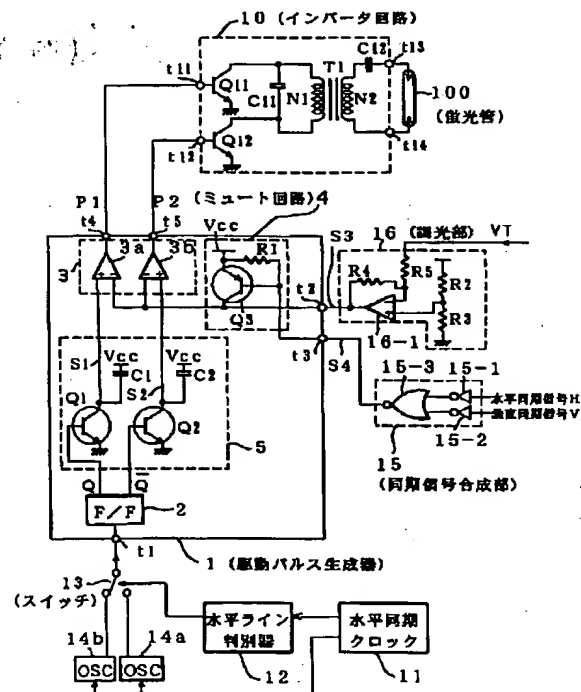 10 (インバータ回路)
t11
Q11
C11
N1
T1
N2
C12
t13
100
(蛍光管)
t12
Q12
t14
P1
P2
(ミュート回路) 4
t4
t5
Vcc
R1
S3
16 (調光部)
VT
3
3a
3b
R4
R5
R2
R3
t2
Q3
16-1
t3
S4
S1
Vcc
C1
S2
Vcc
C2
15-3
15-1
水平同期信号H
垂直同期信号V
15-2
Q1
Q2
5
15
(同期信号合成部)
Q
Q̅
F/F
2
t1
1 (駆動パルス生成器)
13
(スイッチ)
14b
14a
水平ライン
判別器
水平同期
クロック
OSC
OSC
12
11